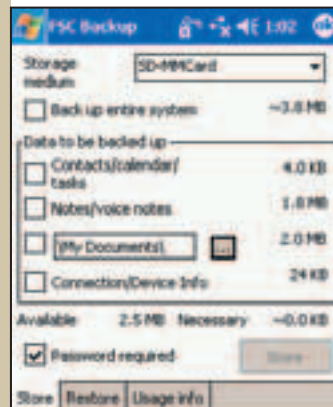 FSC Backup 1:02
Storage medium SD-MMCard
Back up entire system ~3.8 MB
Data to be backed up
Contacts/calendar/tasks 4.0 KB
Notes/voice notes 1.8 MB
\My Documents\ ... 2.0 MB
Connection/Device Info 24 KB
Available 2.5 MB Necessary ~0.0 KB
Password required Store
Store Restore Usage info